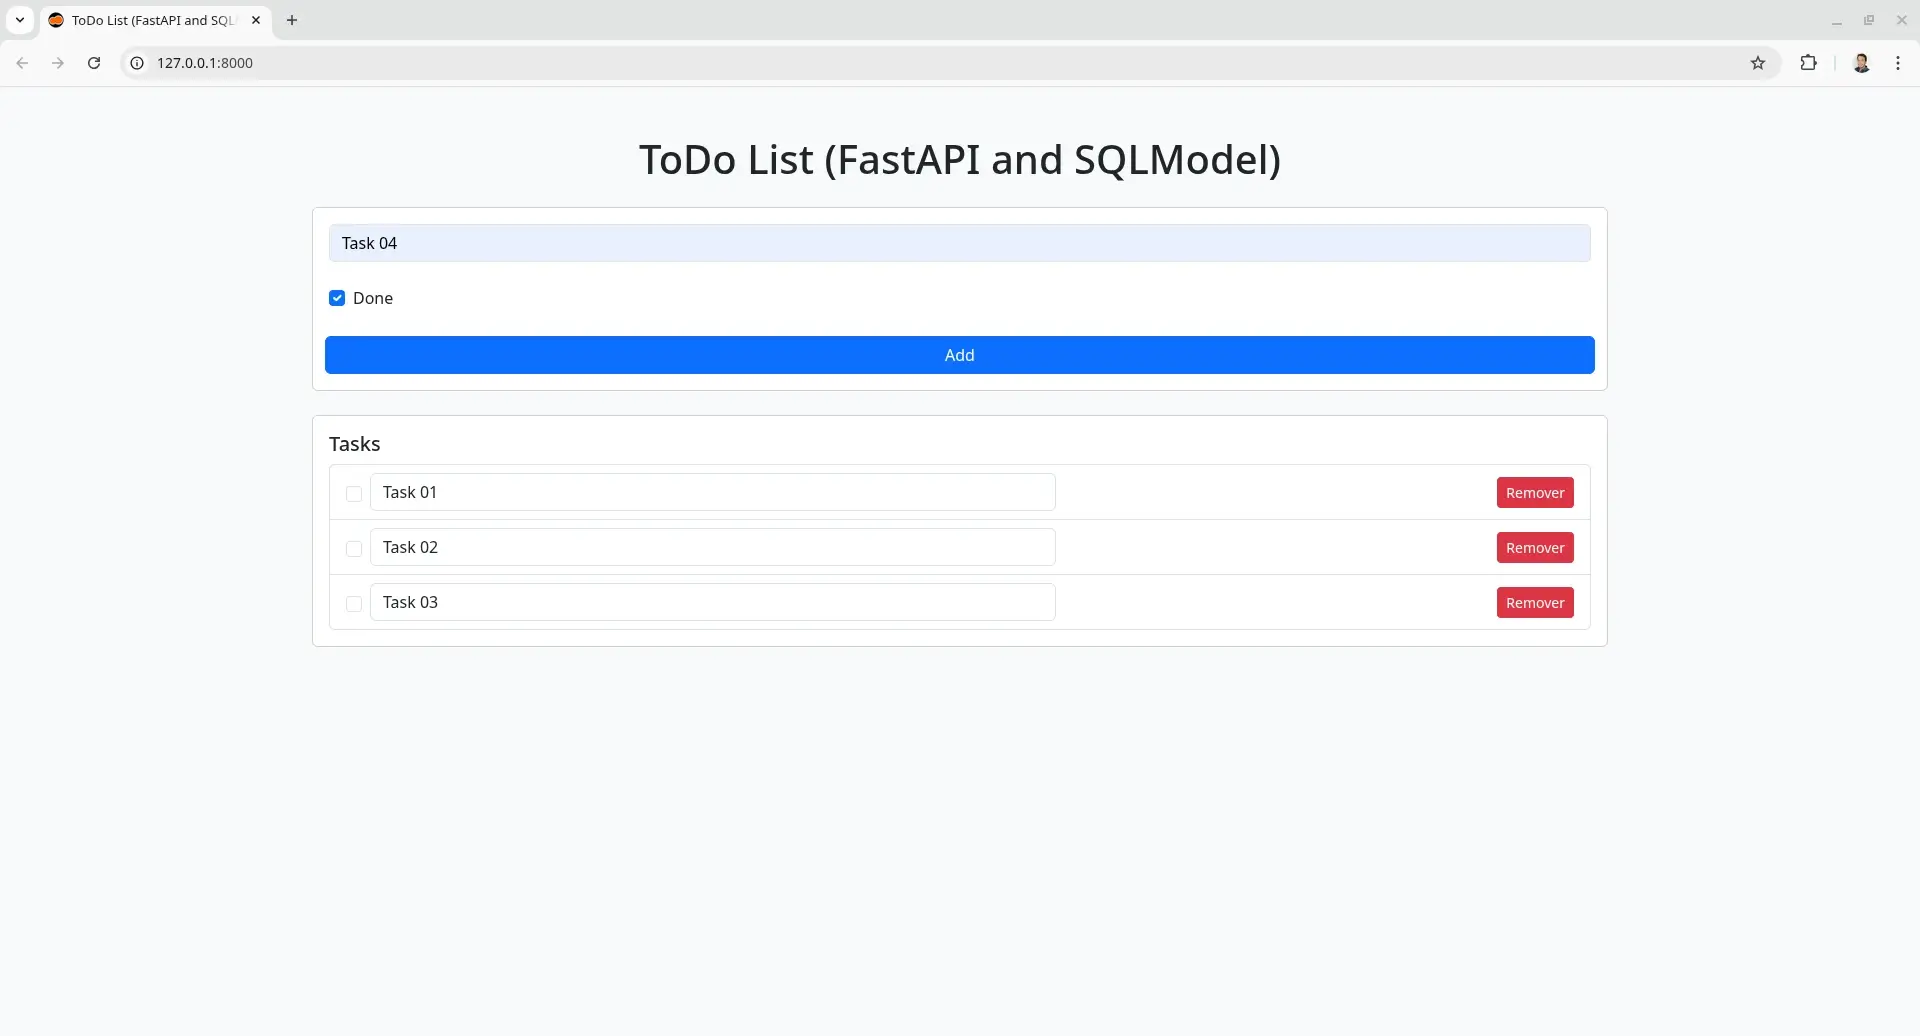 ToDo List (FastAPI and SQL
127.0.0.1:8000
ToDo List (FastAPI and SQLModel)
Task 04
Done
Add
Tasks
Task 01 Remover
Task 02 Remover
Task 03 Remover